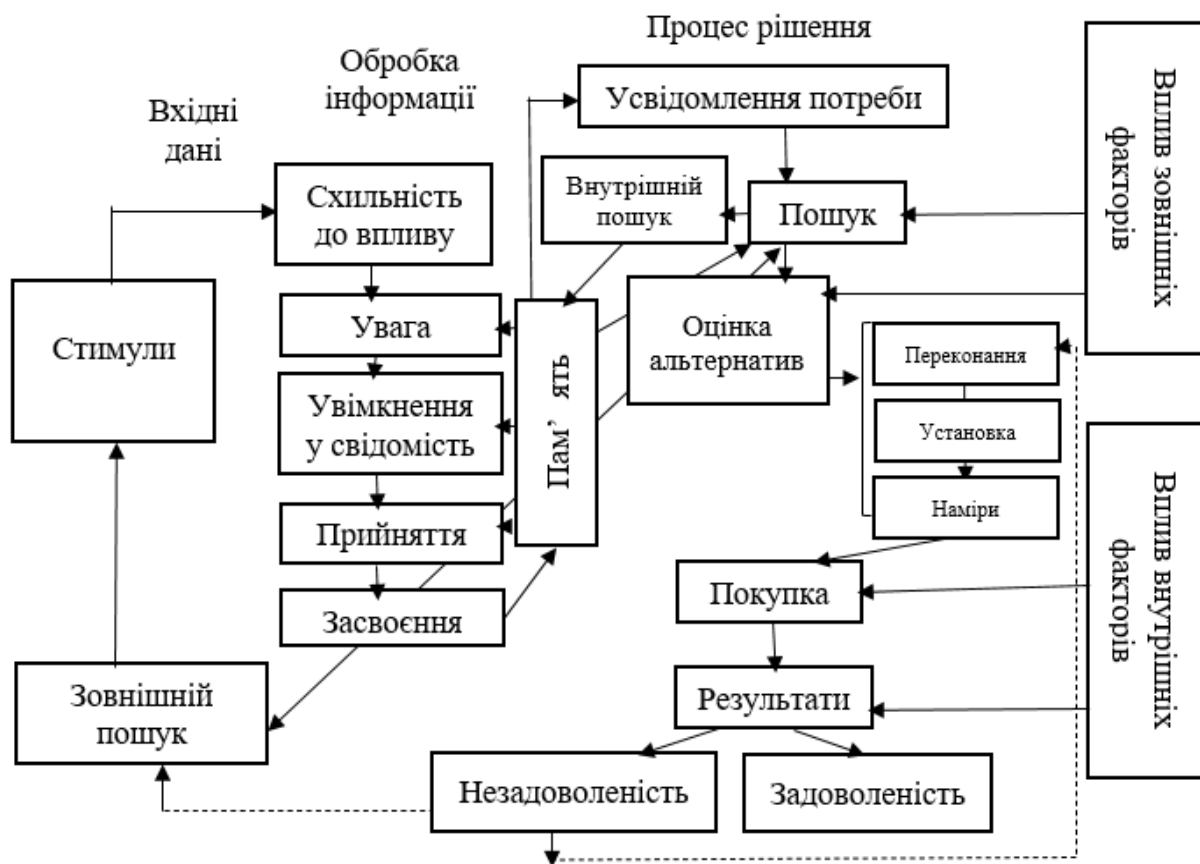 Процес рішення
Обробка
інформації
Вхідні
дані
Усвідомлення потреби
Схильність
до впливу
Внутрішній
пошук
Пошук
Вплив зовнішніх
факторів
Стимули
Увага
Оцінка
альтернатив
Переконання
Увімкнення
у свідомість
Пам’ ять
Установка
Прийняття
Наміри
Вплив внутрішніх
факторів
Засвоєння
Покупка
Зовнішній
пошук
Результати
Незадоволеність
Задоволеність